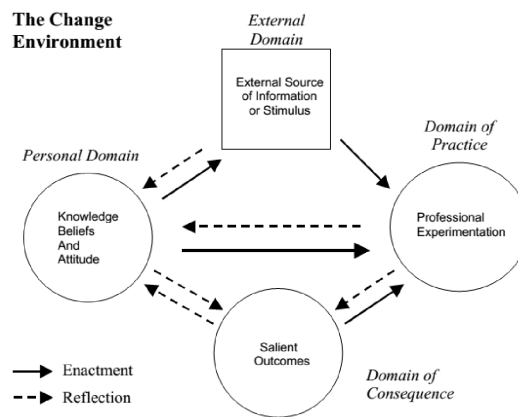 The Change
Environment
External
Domain
External Source
of Information
or Stimulus
Domain of
Practice
Personal Domain
Knowledge
Beliefs
And
Attitude
Professional
Experimentation
Salient
Outcomes
Domain of
Consequence
Enactment
Reflection